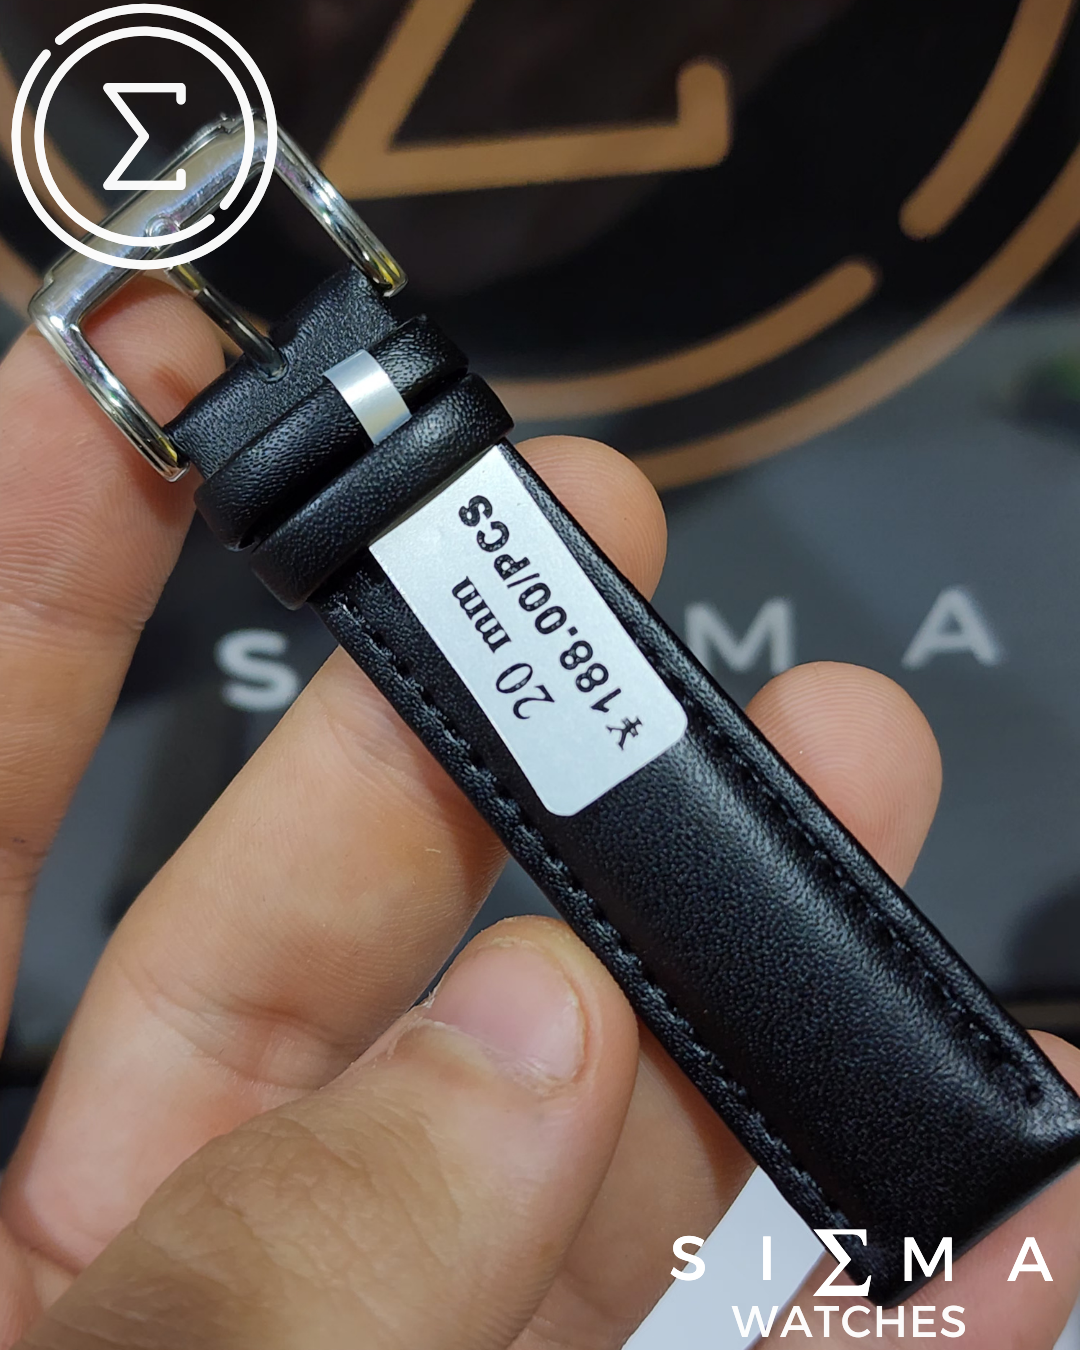 Σ
20 mm
¥188.00/PCS
S Σ M A
S I Σ M A
WATCHES